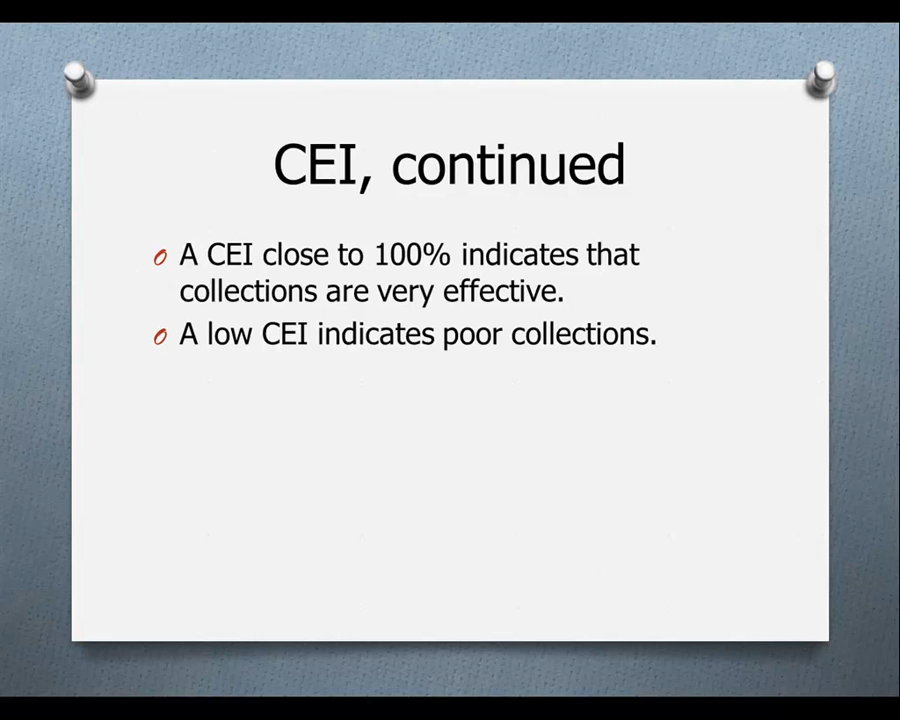 CEI, continued
A CEI close to 100% indicates that
collections are very effective.
A low CEI indicates poor collections.